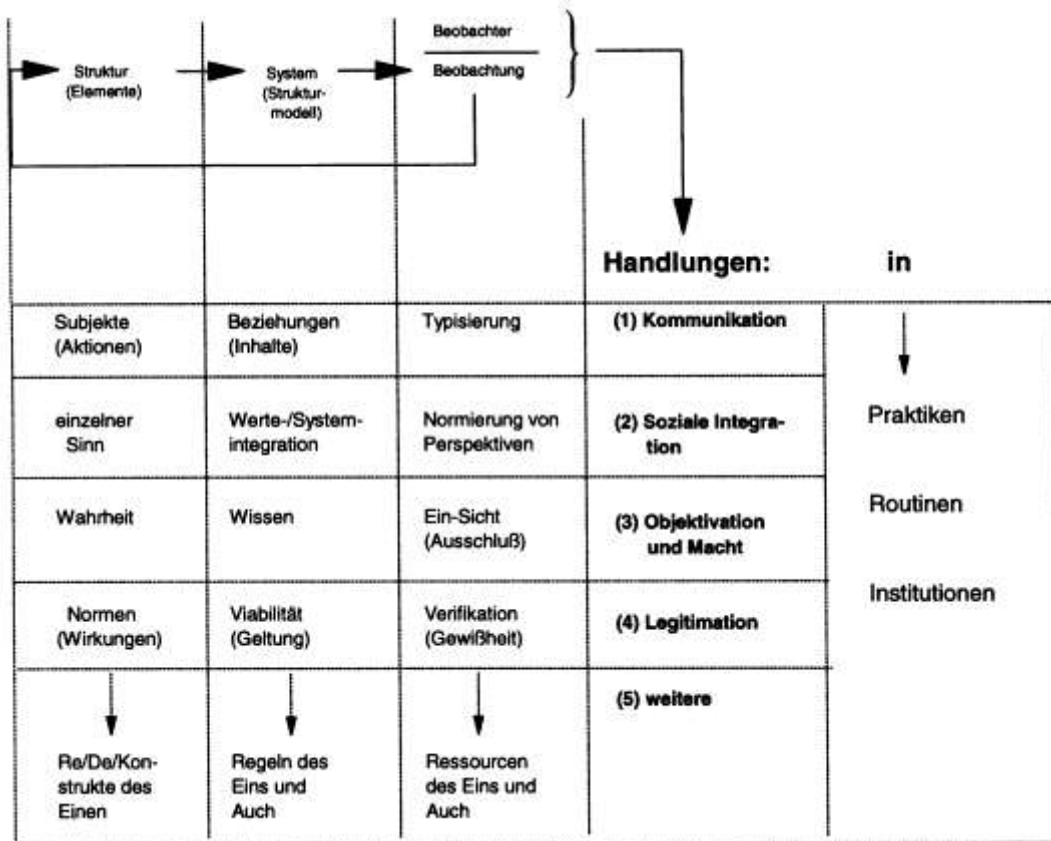 Beobachter
Beobachtung
Struktur
(Elemente)
System
(Struktur-
modell)
Handlungen:
in
Subjekte
(Aktionen)
Beziehungen
(Inhalte)
Typisierung
(1) Kommunikation
einzelner
Sinn
Werte-/System-
integration
Normierung von
Perspektiven
(2) Soziale Integra-
tion
Praktiken
Wahrheit
Wissen
Ein-Sicht
(Ausschluß)
(3) Objektivation
und Macht
Routinen
Institutionen
Normen
(Wirkungen)
Viabilität
(Geltung)
Verifikation
(Gewißheit)
(4) Legitimation
(5) weitere
Re/De/Kon-
strukte des
Einen
Regeln des
Eins und
Auch
Ressourcen
des Eins und
Auch